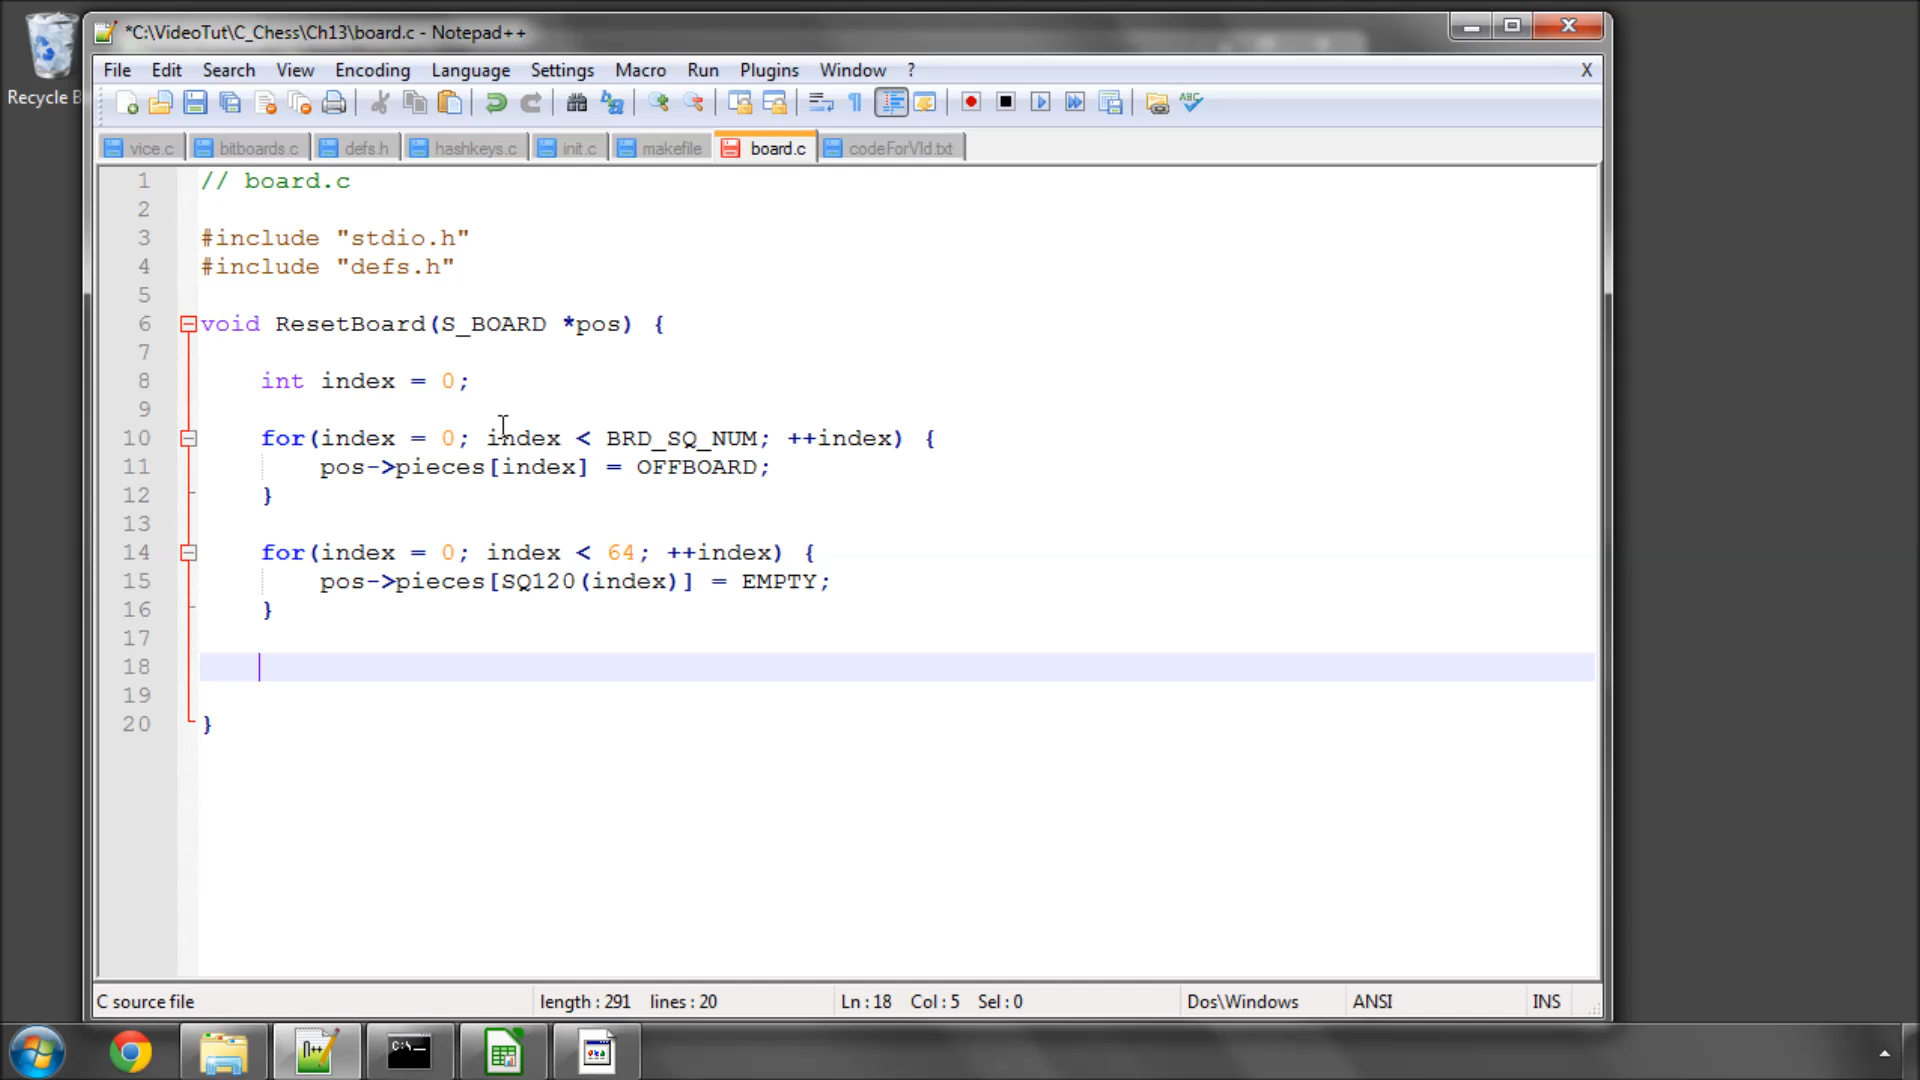 Recycle B
*C:\VideoTut\C_Chess\Ch13\board.c - Notepad++
File Edit Search View Encoding Language Settings Macro Run Plugins Window ? X
vice.c bitboards.c defs.h hashkeys.c init.c makefile board.c codeForVid.txt
1 // board.c
2
3 #include "stdio.h"
4 #include "defs.h"
5
6 void ResetBoard(S_BOARD *pos) {
7
8 int index = 0;
9
10 for(index = 0; index < BRD_SQ_NUM; ++index) {
11 pos->pieces[index] = OFFBOARD;
12 }
13
14 for(index = 0; index < 64; ++index) {
15 pos->pieces[SQ120(index)] = EMPTY;
16 }
17
18
19
20 }
C source file length : 291 lines : 20 Ln : 18 Col : 5 Sel : 0 Dos\Windows ANSI INS